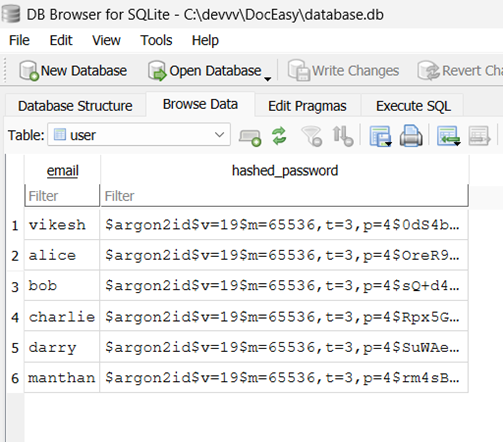 DB Browser for SQLite - C:\devvv\DocEasy\database.db
File Edit View Tools Help
New Database Open Database Write Changes Revert Cha
Database Structure Browse Data Edit Pragmas Execute SQL
Table: user
email hashed_password
Filter Filter
1 vikesh $argon2id$v=19$m=65536,t=3,p=4$0dS4b…
2 alice $argon2id$v=19$m=65536,t=3,p=4$OreR9…
3 bob $argon2id$v=19$m=65536,t=3,p=4$sQ+d4…
4 charlie $argon2id$v=19$m=65536,t=3,p=4$Rpx5G…
5 darry $argon2id$v=19$m=65536,t=3,p=4$SuWAe…
6 manthan $argon2id$v=19$m=65536,t=3,p=4$rm4sB…